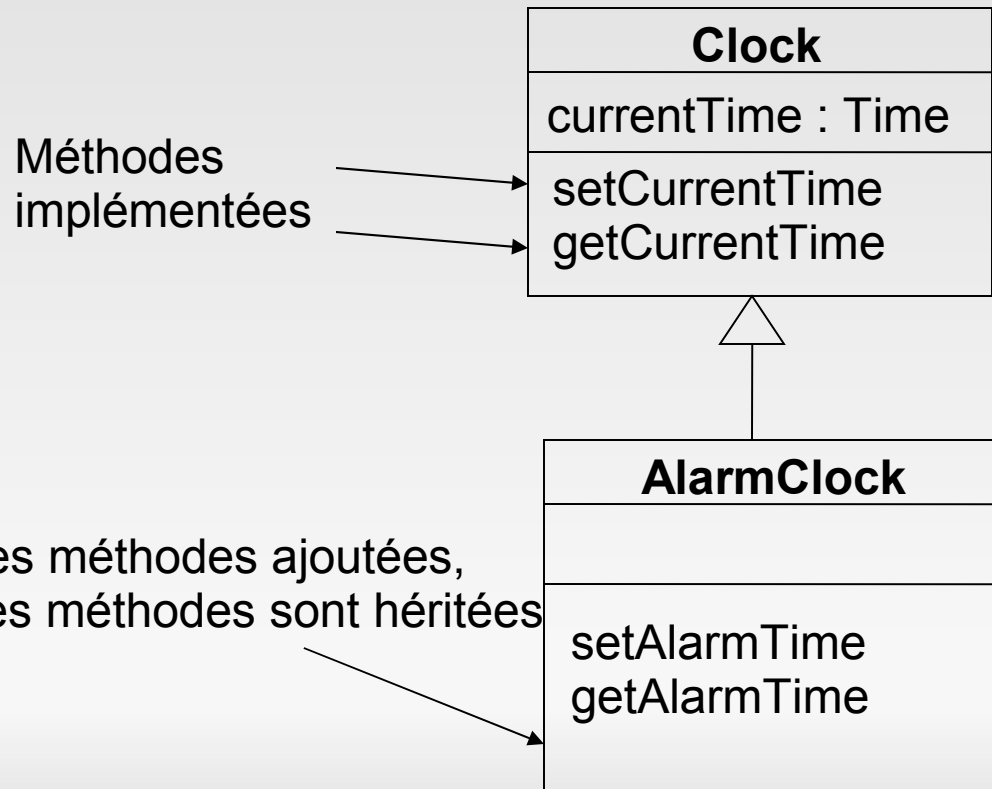 Clock
currentTime : Time
Méthodes
implémentées
setCurrentTime
getCurrentTime
AlarmClock
es méthodes ajoutées,
es méthodes sont héritées
setAlarmTime
getAlarmTime